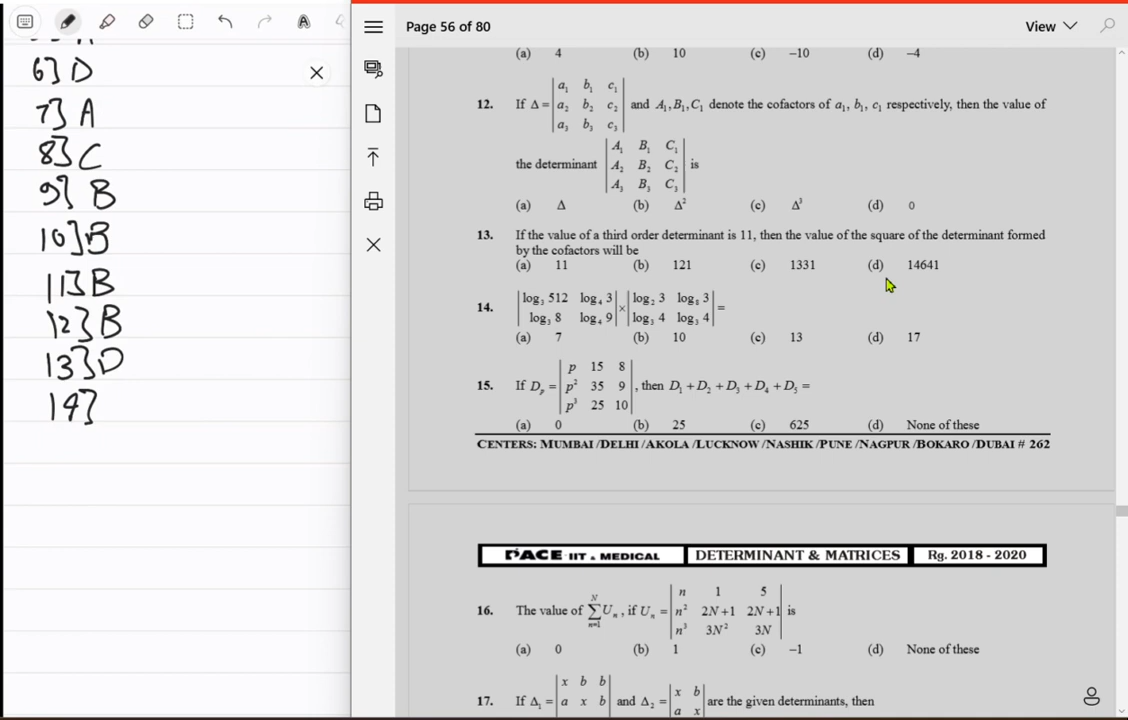 6} D
7} A
8} C
9} B
10} B
11} B
12} B
13} D
14}
Page 56 of 80
View
(a) 4 (b) 10 (c) −10 (d) −4
12. If Δ = | a₁ b₁ c₁ ; a₂ b₂ c₂ ; a₃ b₃ c₃ | and A₁, B₁, C₁ denote the cofactors of a₁, b₁, c₁ respectively, then the value of
the determinant | A₁ B₁ C₁ ; A₂ B₂ C₂ ; A₃ B₃ C₃ | is
(a) Δ (b) Δ² (c) Δ³ (d) 0
13. If the value of a third order determinant is 11, then the value of the square of the determinant formed
by the cofactors will be
(a) 11 (b) 121 (c) 1331 (d) 14641
14. | log₃ 512 log₄ 3 ; log₃ 8 log₄ 9 | × | log₂ 3 log₈ 3 ; log₃ 4 log₃ 4 | =
(a) 7 (b) 10 (c) 13 (d) 17
15. If Dₚ = | p 15 8 ; p² 35 9 ; p³ 25 10 | , then D₁ + D₂ + D₃ + D₄ + D₅ =
(a) 0 (b) 25 (c) 625 (d) None of these
CENTERS: MUMBAI /DELHI /AKOLA /LUCKNOW /NASHIK /PUNE /NAGPUR /BOKARO /DUBAI # 262
PACE IIT & MEDICAL DETERMINANT & MATRICES Rg. 2018 - 2020
16. The value of ∑ₙ₌₁ᴺ Uₙ , if Uₙ = | n 1 5 ; n² 2N+1 2N+1 ; n³ 3N² 3N | is
(a) 0 (b) 1 (c) −1 (d) None of these
17. If Δ₁ = | x b b ; a x b | and Δ₂ = | x b ; a x | are the given determinants, then